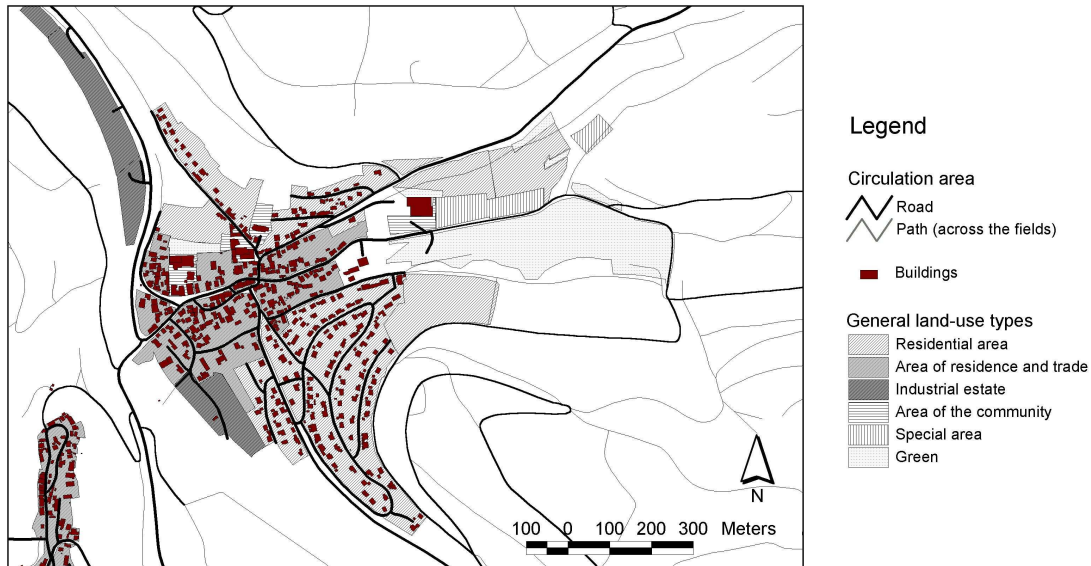 Legend
Circulation area
Road
Path (across the fields)
Buildings
General land-use types
Residential area
Area of residence and trade
Industrial estate
Area of the community
Special area
Green
N
100 0 100 200 300 Meters